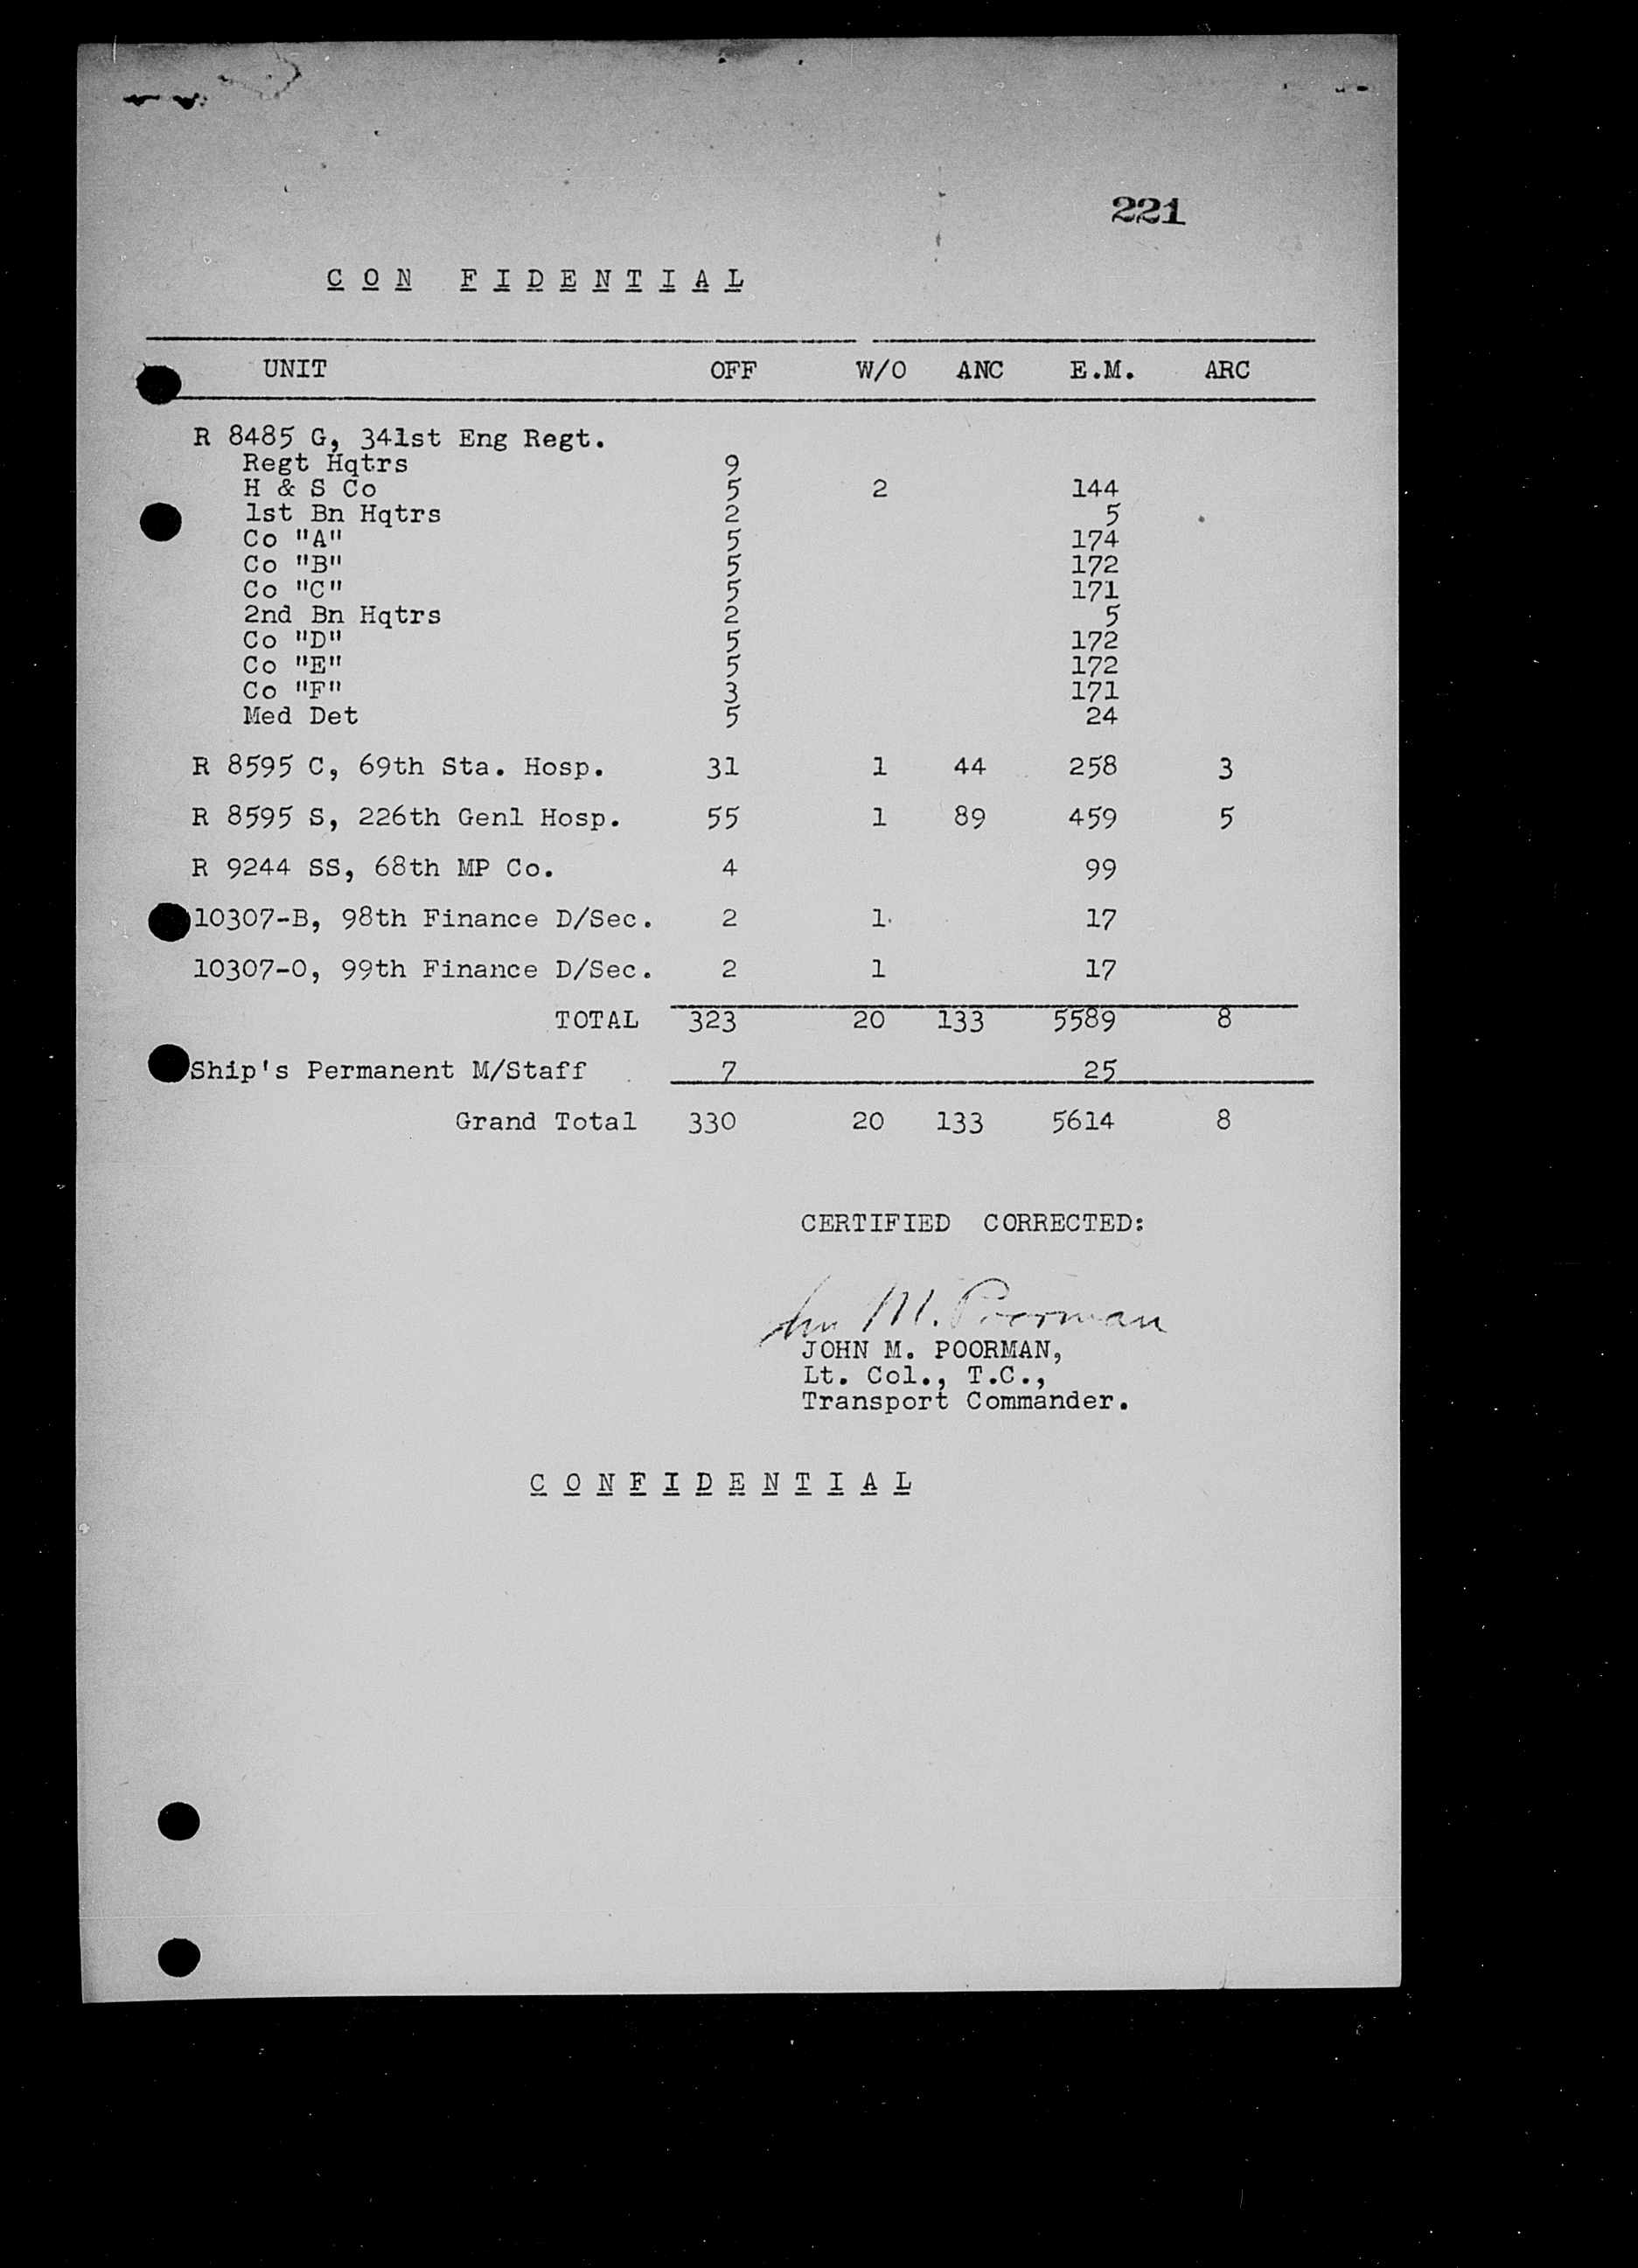 221
C O N  F I D E N T I A L
UNIT OFF W/O ANC E.M. ARC
R 8485 G, 341st Eng Regt.
Regt Hqtrs 9
H & S Co 5 2 144
1st Bn Hqtrs 2 5
Co "A" 5 174
Co "B" 5 172
Co "C" 5 171
2nd Bn Hqtrs 2 5
Co "D" 5 172
Co "E" 5 172
Co "F" 3 171
Med Det 5 24
R 8595 C, 69th Sta. Hosp. 31 1 44 258 3
R 8595 S, 226th Genl Hosp. 55 1 89 459 5
R 9244 SS, 68th MP Co. 4 99
10307-B, 98th Finance D/Sec. 2 1 17
10307-O, 99th Finance D/Sec. 2 1 17
TOTAL 323 20 133 5589 8
Ship's Permanent M/Staff 7 25
Grand Total 330 20 133 5614 8
CERTIFIED CORRECTED:
John M. Poorman
JOHN M. POORMAN,
Lt. Col., T.C.,
Transport Commander.
C O N F I D E N T I A L